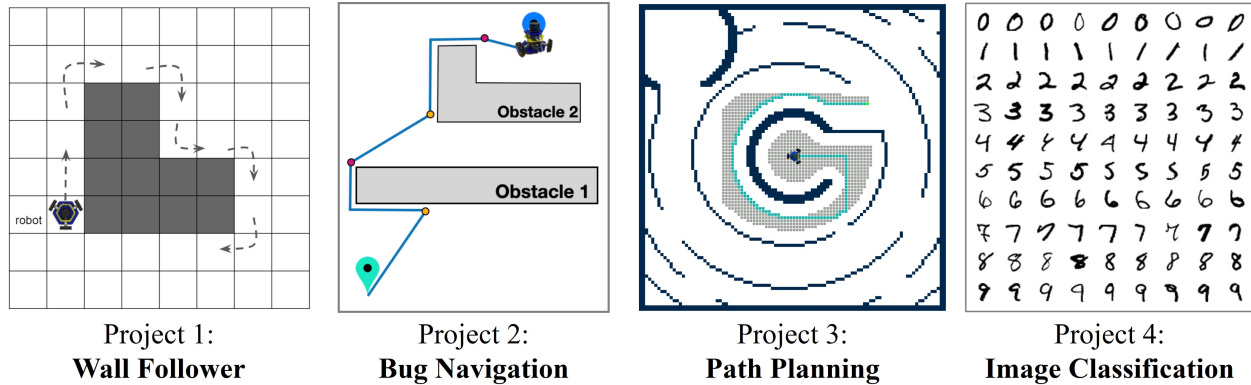 robot
Obstacle 2
Obstacle 1
0 0 0 0 0 0 0 0 0
1 1 1 1 1 1 1 1 1
2 2 2 2 2 2 2 2 2
3 3 3 3 3 3 3 3 3
4 4 4 4 4 4 4 4 4
5 5 5 5 5 5 5 5 5
6 6 6 6 6 6 6 6 6
7 7 7 7 7 7 7 7 7
8 8 8 8 8 8 8 8 8
9 9 9 9 9 9 9 9 9
Project 1:
Wall Follower
Project 2:
Bug Navigation
Project 3:
Path Planning
Project 4:
Image Classification